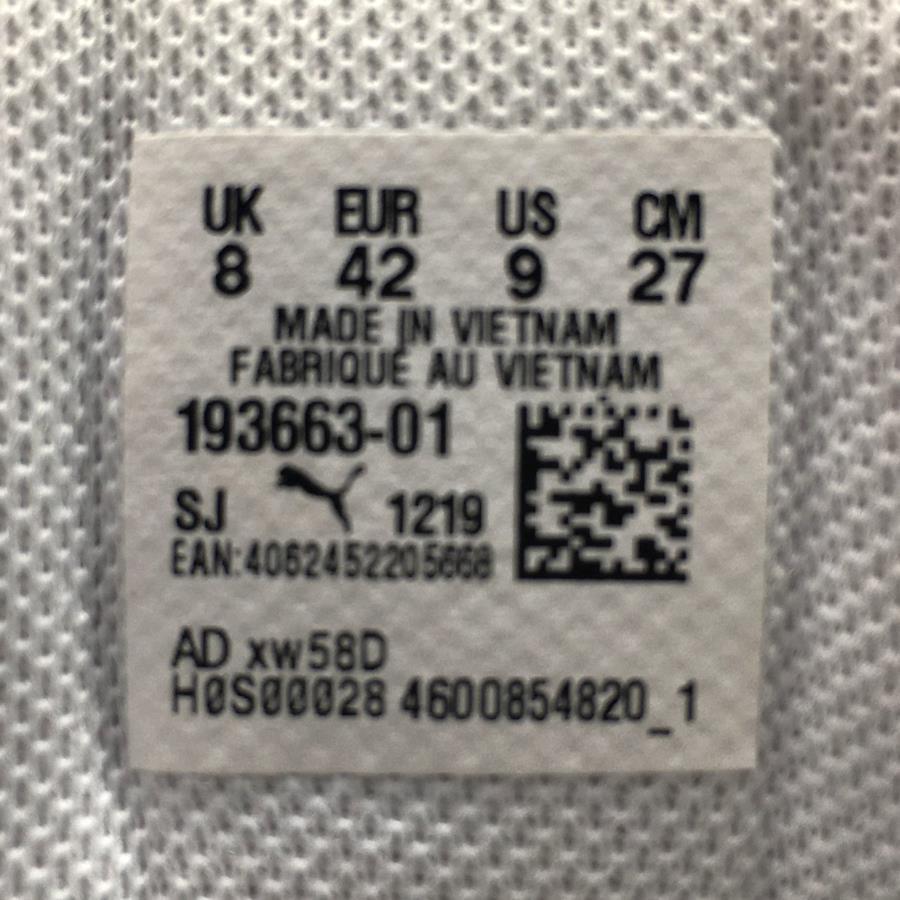 UK EUR US CM
8 42 9 27
MADE IN VIETNAM
FABRIQUÉ AU VIETNAM
193663-01
SJ 1219
EAN:4062452205668
AD xw58D
H0S00028 4600854820_1